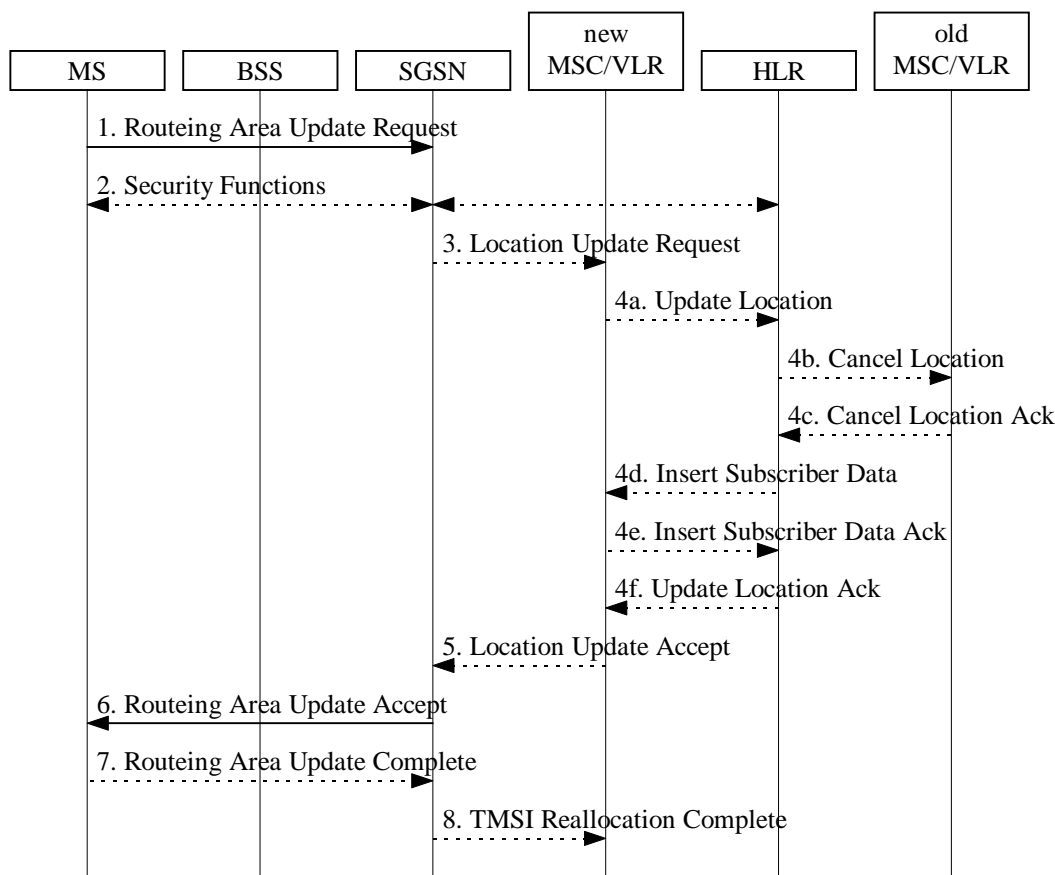 new
old
MS
BSS
SGSN
MSC/VLR
HLR
MSC/VLR
1. Routeing Area Update Request
2. Security Functions
3. Location Update Request
4a. Update Location
4b. Cancel Location
4c. Cancel Location Ack
4d. Insert Subscriber Data
4e. Insert Subscriber Data Ack
4f. Update Location Ack
5. Location Update Accept
6. Routeing Area Update Accept
7. Routeing Area Update Complete
8. TMSI Reallocation Complete